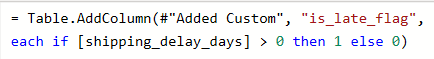 = Table.AddColumn(#"Added Custom", "is_late_flag",
each if [shipping_delay_days] > 0 then 1 else 0)